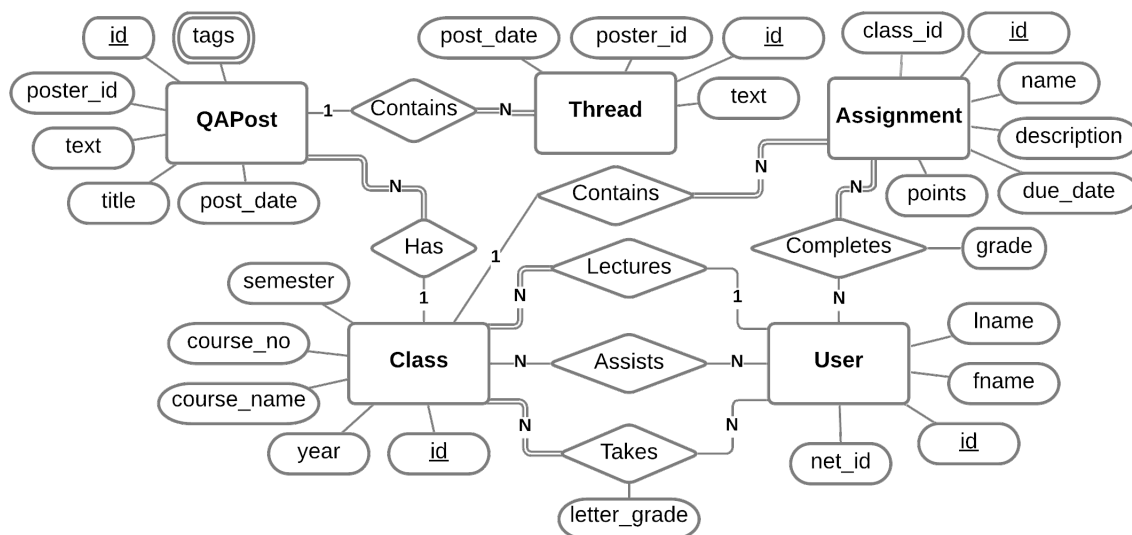 id
tags
post_date
poster_id
id
class_id
id
poster_id
QAPost
1
Contains
N
Thread
text
Assignment
name
text
description
title
post_date
N
Contains
N
N
points
due_date
Has
1
Lectures
Completes
grade
semester
1
N
1
N
course_no
Class
N
Assists
N
User
lname
fname
course_name
year
id
N
Takes
N
net_id
id
letter_grade